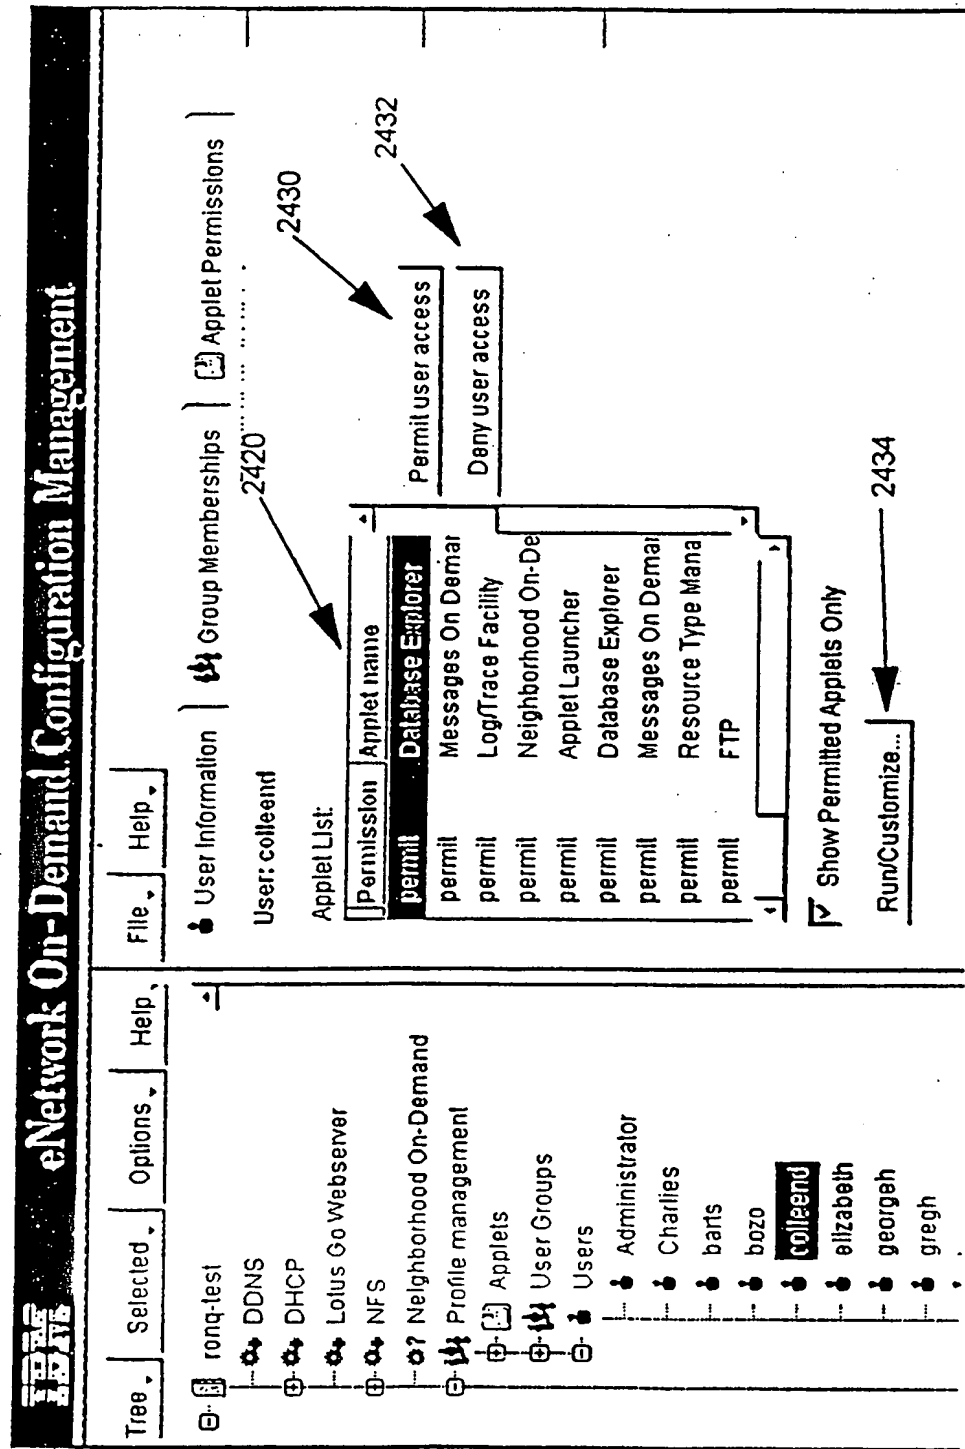 IBM eNetwork On-Demand Configuration Management
Tree Selected Options Help
ronq-test
DDNS
DHCP
Lotus Go Webserver
NFS
Neighborhood On-Demand
Profile management
Applets
User Groups
Users
Administrator
Charlies
barts
bozo
colleend
elizabeth
georgeh
gregh
File Help
User Information Group Memberships Applet Permissions
User: colleend
Applet List:
2420
2430
2432
Permission Applet name
permit Database Explorer
permit Messages On Demar
permit Log/Trace Facility
permit Neighborhood On-De
permit Applet Launcher
permit Database Explorer
permit Messages On Demar
permit Resource Type Mana
permit FTP
Permit user access
Deny user access
Show Permitted Applets Only
Run/Customize...
2434